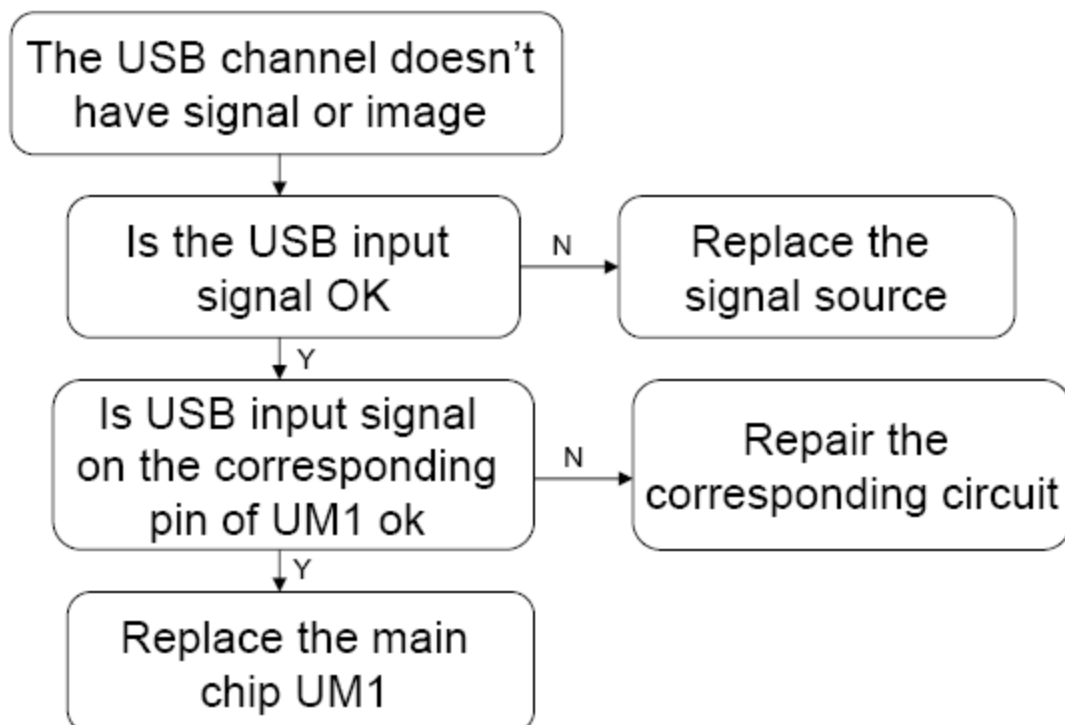 The USB channel doesn’t
have signal or image
Is the USB input
signal OK
N
Replace the
signal source
Y
Is USB input signal
on the corresponding
pin of UM1 ok
N
Repair the
corresponding circuit
Y
Replace the main
chip UM1